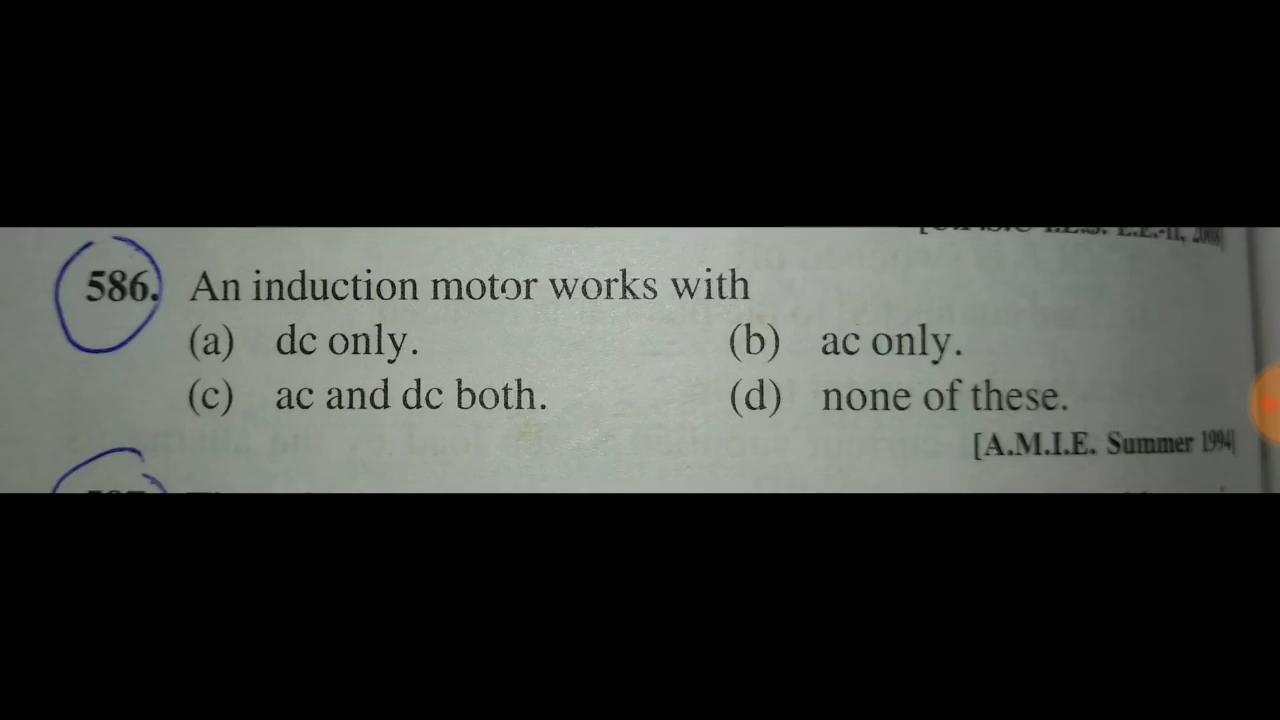 586. An induction motor works with
(a) dc only. (b) ac only.
(c) ac and dc both. (d) none of these.
[A.M.I.E. Summer 1994]